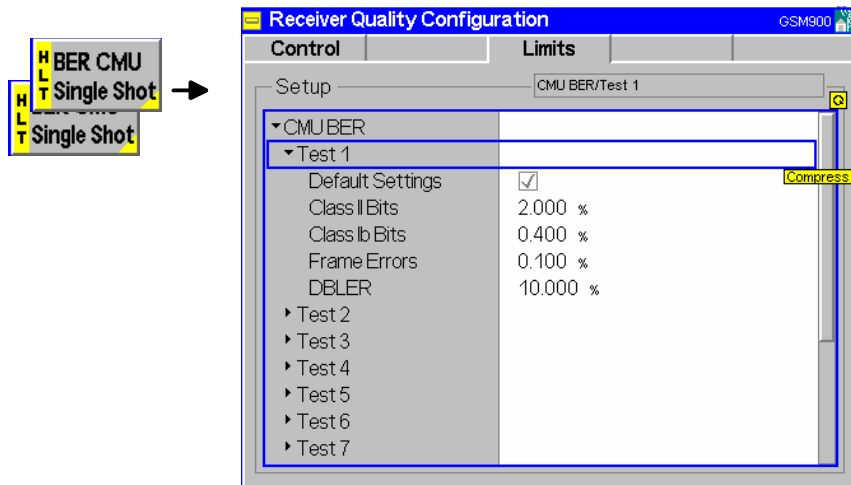 Receiver Quality Configuration GSM900
Control Limits
HLT BER CMU
Single Shot
HLT
Single Shot
Setup CMU BER/Test 1
CMU BER
Test 1
Compress
Default Settings
Class II Bits 2.000 %
Class Ib Bits 0.400 %
Frame Errors 0.100 %
DBLER 10.000 %
Test 2
Test 3
Test 4
Test 5
Test 6
Test 7